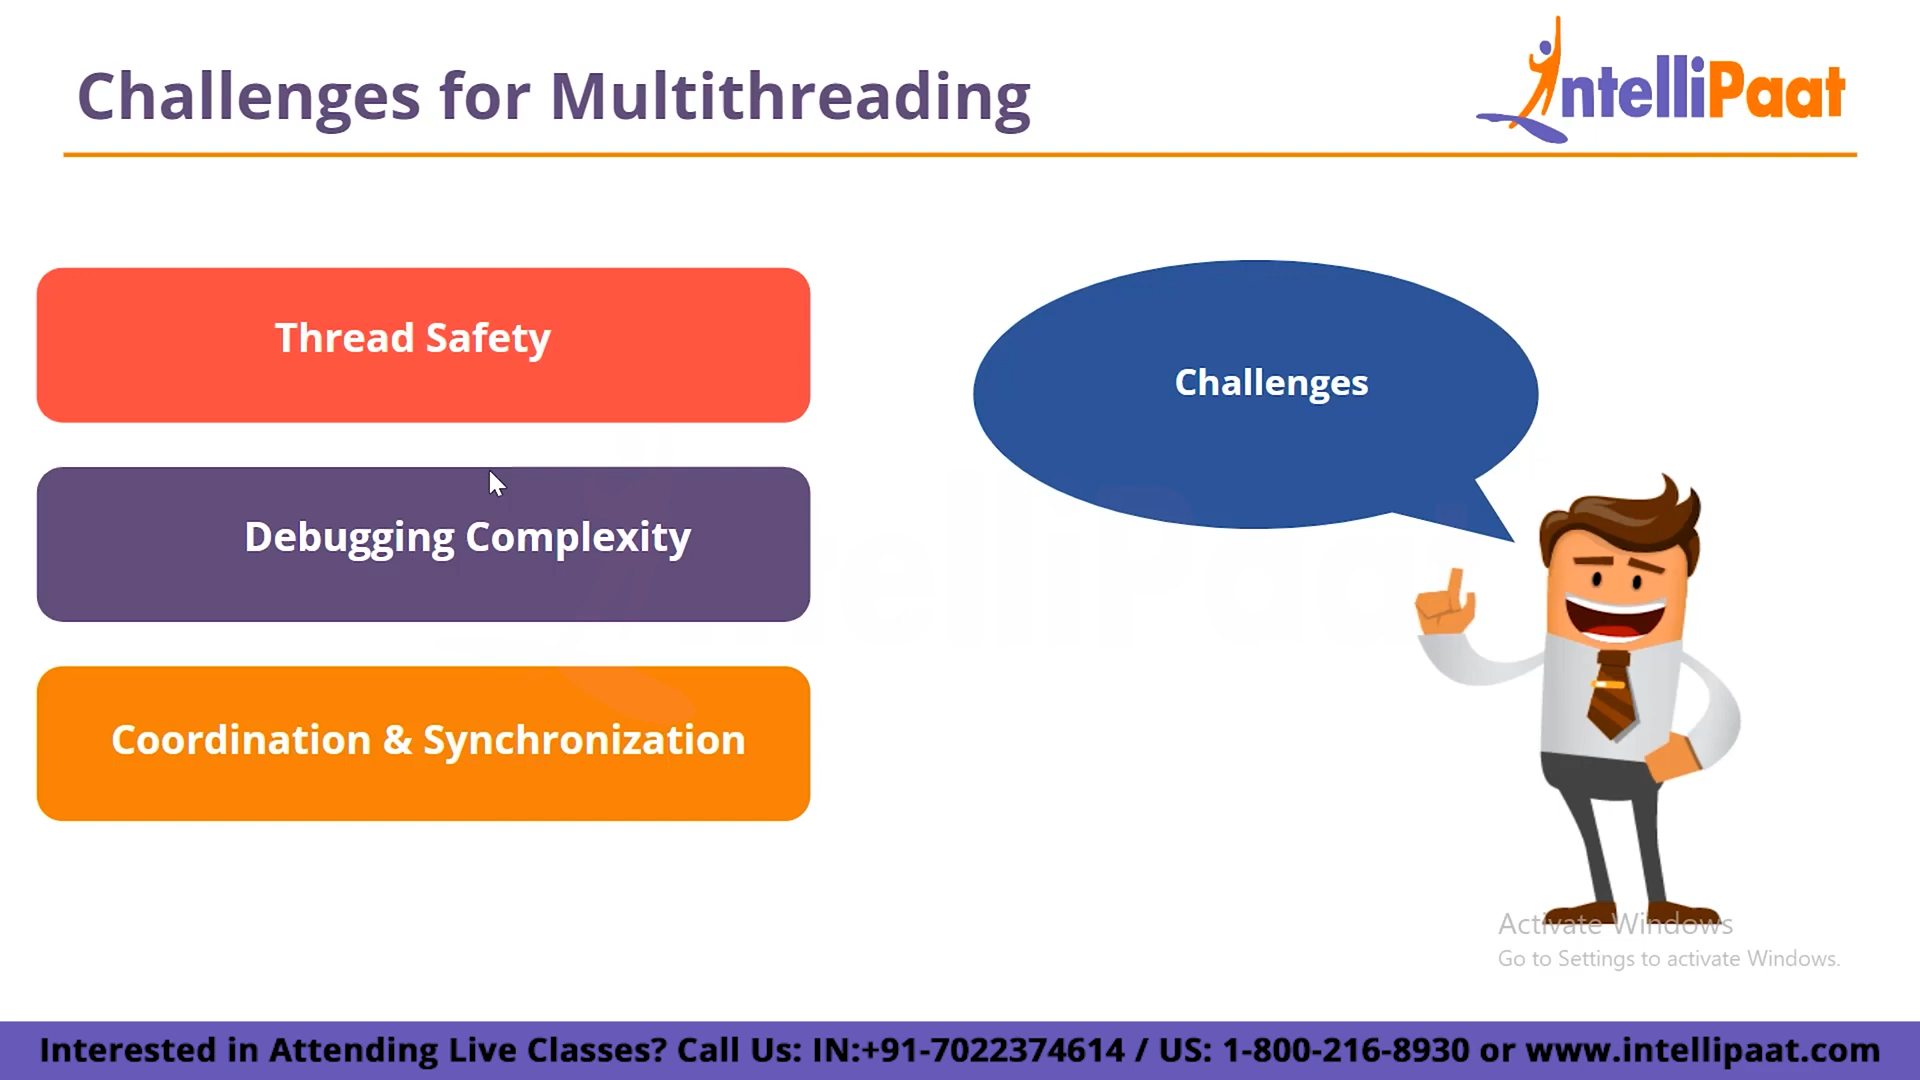 Challenges for Multithreading
IntelliPaat
Thread Safety
Challenges
Debugging Complexity
Coordination & Synchronization
Activate Windows
Go to Settings to activate Windows.
Interested in Attending Live Classes? Call Us: IN:+91-7022374614 / US: 1-800-216-8930 or www.intellipaat.com